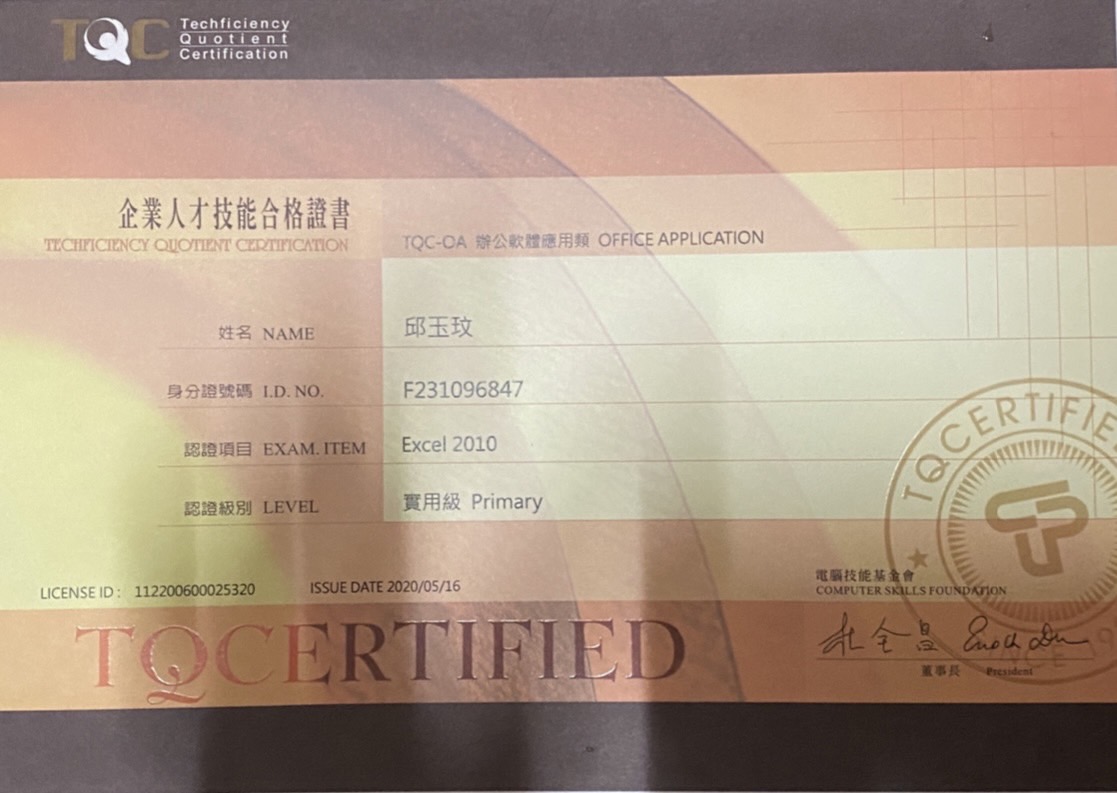 TQC Techficiency
Quotient
Certification
企業人才技能合格證書
TECHFICIENCY QUOTIENT CERTIFICATION
TQC-OA 辦公軟體應用類 OFFICE APPLICATION
姓名 NAME 邱玉玟
身分證號碼 I.D. NO. F231096847
認證項目 EXAM. ITEM Excel 2010
認證級別 LEVEL 實用級 Primary
TQCERTIFIE
LICENSE ID : 112200600025320 ISSUE DATE 2020/05/16
電腦技能基金會
COMPUTER SKILLS FOUNDATION
TQCERTIFIED
杜全昌
董事長 President